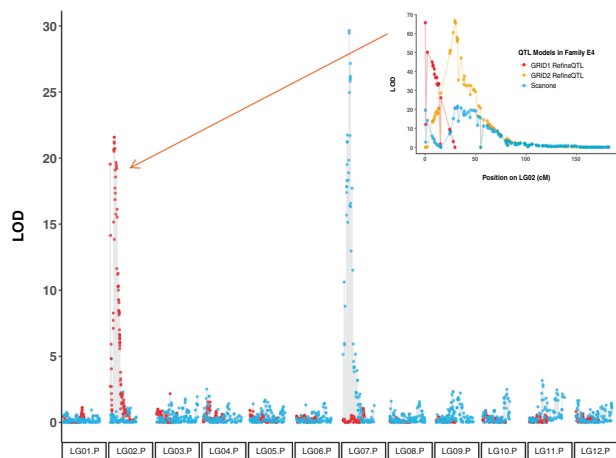 LOD
30
25
20
15
10
5
0
LG01.P LG02.P LG03.P LG04.P LG05.P LG06.P LG07.P LG08.P LG09.P LG10.P LG11.P LG12.P
LOD
70
60
50
40
30
20
10
0
0 50 100 150
Position on LG02 (cM)
QTL Models in Family E4
GRID1 RefineQTL
GRID2 RefineQTL
Scanone